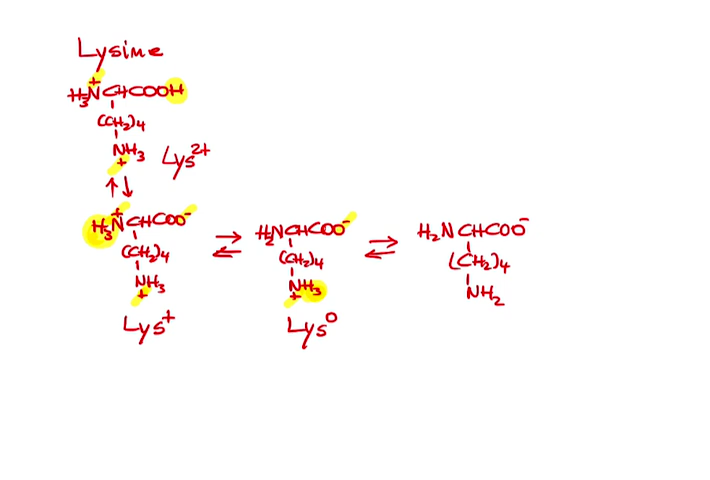 Lysine
H₃N⁺CHCOOH
(CH₂)₄
NH₃⁺
Lys²⁺
↑↓
H₃N⁺CHCOO⁻ ⇌ H₂NCHCOO⁻ ⇌ H₂NCHCOO⁻
(CH₂)₄ (CH₂)₄ (CH₂)₄
NH₃⁺ NH₃⁺ NH₂
Lys⁺ Lys⁰